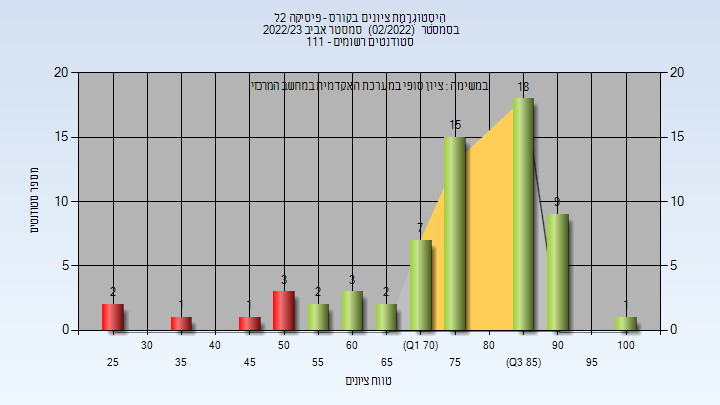 היסטוגרמת ציונים בקורס - פיסיקה 2ל
בסמסטר (02/2022) סמסטר אביב 2022/23
סטודנטים רשומים - 111
במשימה : ציון סופי במערכת האקדמית במחשב המרכזי
מספר סטודנטים
20 20
15 15
10 10
5 5
0 0
2 1 1 3 2 3 2 7 15 18 9 1
30 40 50 60 (Q1 70) 80 90 100
25 35 45 55 65 75 (Q3 85) 95
טווח ציונים